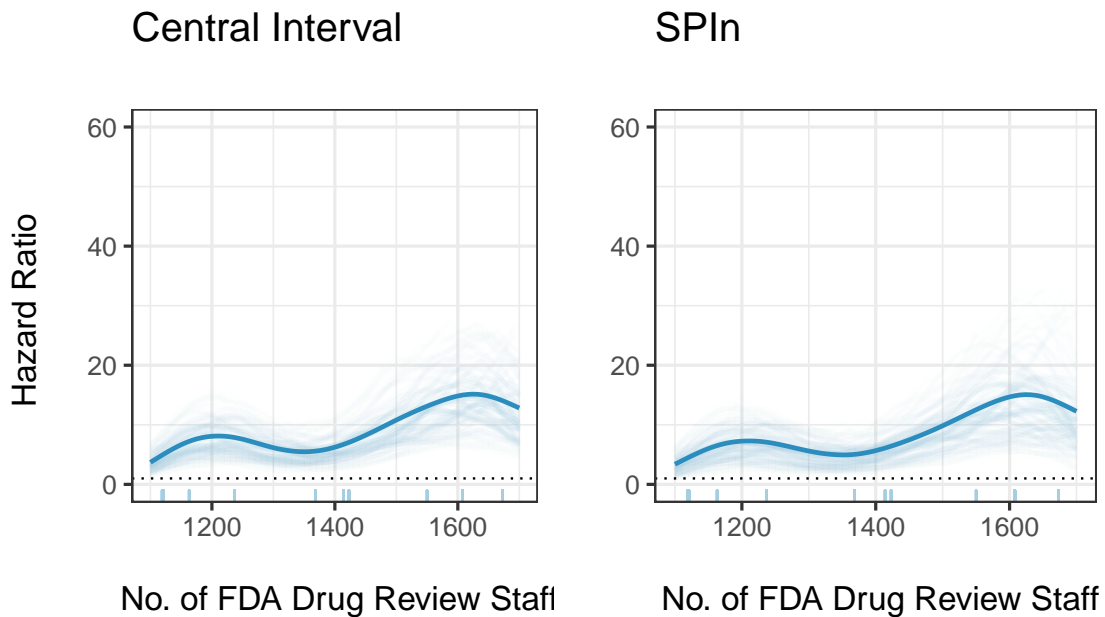 Central Interval
SPIn
Hazard Ratio
60
40
20
0
1200 1400 1600
60
40
20
0
1200 1400 1600
No. of FDA Drug Review Staff
No. of FDA Drug Review Staff